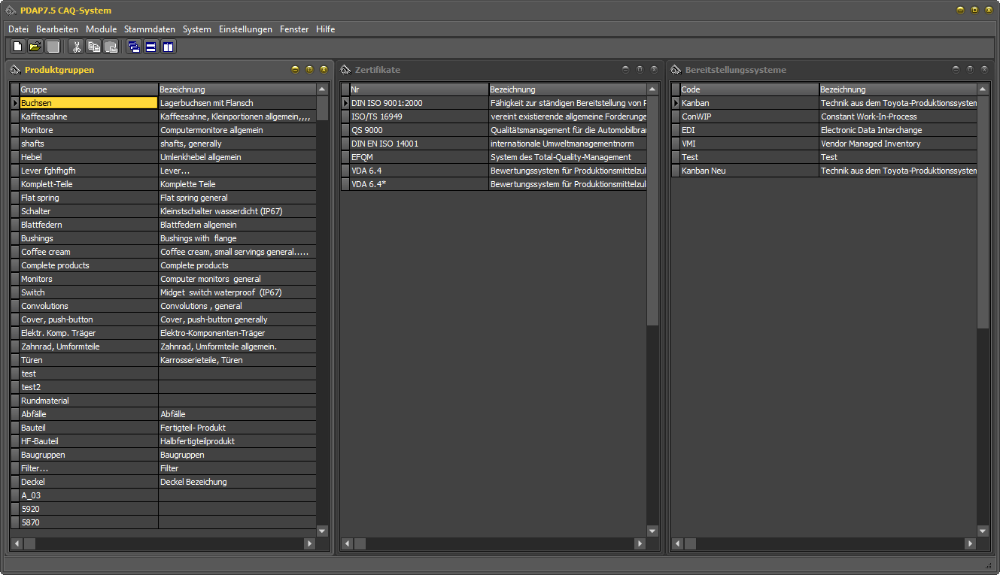 PDAP7.5 CAQ-System
Datei Bearbeiten Module Stammdaten System Einstellungen Fenster Hilfe
Produktgruppen
Gruppe Bezeichnung
Buchsen Lagerbuchsen mit Flansch
Kaffeesahne Kaffeesahne, Kleinportionen allgemein,,,,
Monitore Computermonitore allgemein
shafts shafts, generally
Hebel Umlenkhebel allgemein
Lever fghfhgfh Lever...
Komplett-Teile Komplette Teile
Flat spring Flat spring general
Schalter Kleinstschalter wasserdicht (IP67)
Blattfedern Blattfedern allgemein
Bushings Bushings with flange
Coffee cream Coffee cream, small servings general.....
Complete products Complete products
Monitors Computer monitors general
Switch Midget switch waterproof (IP67)
Convolutions Convolutions , general
Cover, push-button Cover, push-button generally
Elektr. Komp. Träger Elektro-Komponenten-Träger
Zahnrad, Umformteile Zahnrad, Umformteile allgemein.
Türen Karrosserieteile, Türen
test
test2
Rundmaterial
Abfälle Abfälle
Bauteil Fertigteil- Produkt
HF-Bauteil Halbfertigteilprodukt
Baugruppen Baugruppen
Filter... Filter
Deckel Deckel Bezeichung
A_03
5920
5870
Zertifikate
Nr Bezeichnung
DIN ISO 9001:2000 Fähigkeit zur ständigen Bereitstellung von
ISO/TS 16949 vereint existierende allgemeine Forderunge
QS 9000 Qualitätsmanagement für die Automobilbra
DIN EN ISO 14001 internationale Umweltmanagementnorm
EFQM System des Total-Quality-Management
VDA 6.4 Bewertungssystem für Produktionsmittelzul
VDA 6.4* Bewertungssystem für Produktionsmittelzul
Bereitstellungssysteme
Code Bezeichnung
Kanban Technik aus dem Toyota-Produktionssystem
ConWIP Constant Work-In-Process
EDI Electronic Data Interchange
VMI Vendor Managed Inventory
Test Test
Kanban Neu Technik aus dem Toyota-Produktionssystem